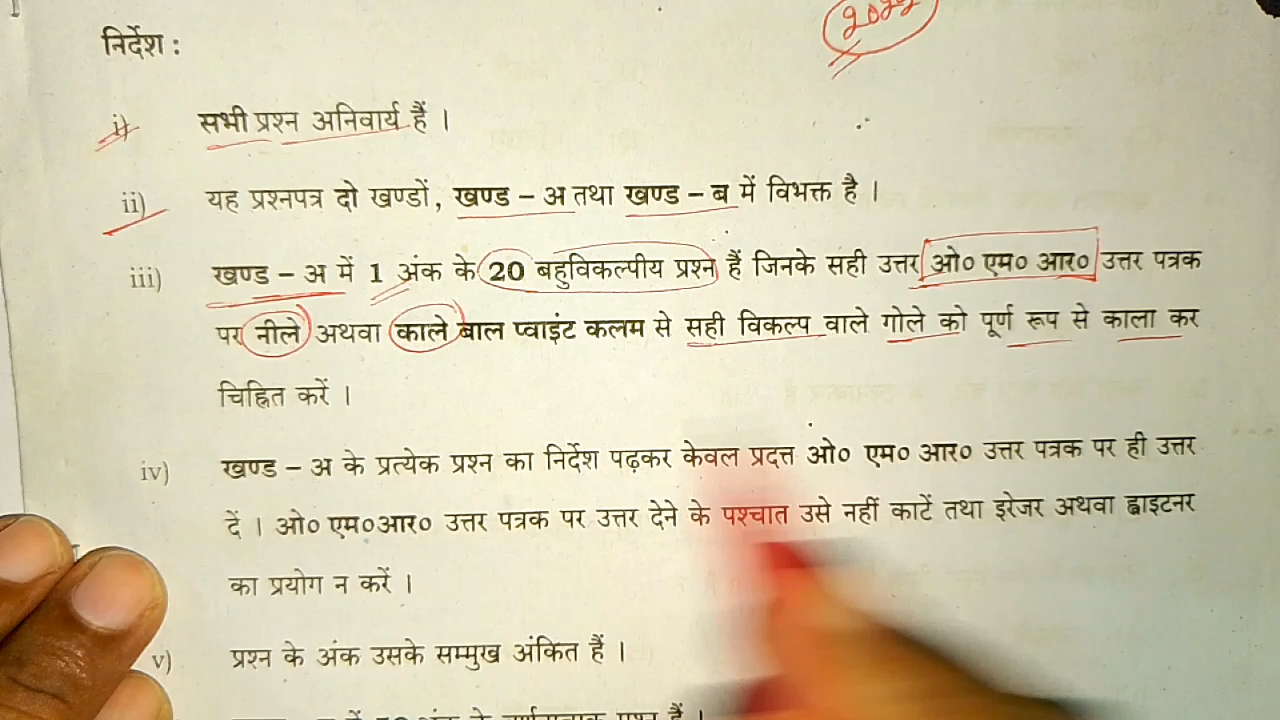 2022
निर्देश :
i) सभी प्रश्न अनिवार्य हैं ।
ii) यह प्रश्नपत्र दो खण्डों, खण्ड – अ तथा खण्ड – ब में विभक्त है ।
iii) खण्ड – अ में 1 अंक के 20 बहुविकल्पीय प्रश्न हैं जिनके सही उत्तर ओ० एम० आर० उत्तर पत्रक
पर नीले अथवा काले बाल प्वाइंट कलम से सही विकल्प वाले गोले को पूर्ण रूप से काला कर
चिह्नित करें ।
iv) खण्ड – अ के प्रत्येक प्रश्न का निर्देश पढ़कर केवल प्रदत्त ओ० एम० आर० उत्तर पत्रक पर ही उत्तर
दें । ओ० एम०आर० उत्तर पत्रक पर उत्तर देने के पश्चात उसे नहीं काटें तथा इरेजर अथवा ह्वाइटनर
का प्रयोग न करें ।
v) प्रश्न के अंक उसके सम्मुख अंकित हैं ।